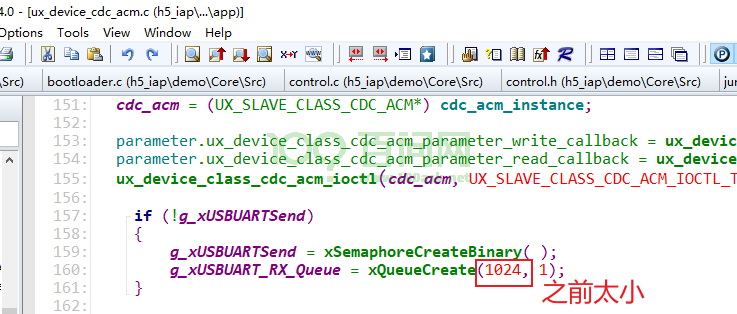 4.0 - [ux_device_cdc_acm.c (h5_iap\...\app)]
Options Tools View Window Help
\Src) bootloader.c (h5_iap\demo\Core\Src) control.c (h5_iap\demo\Core\Src) control.h (h5_iap\demo\Core\Src) jur
151: cdc_acm = (UX_SLAVE_CLASS_CDC_ACM*) cdc_acm_instance;
152:
153: parameter.ux_device_class_cdc_acm_parameter_write_callback = ux_devic
154: parameter.ux_device_class_cdc_acm_parameter_read_callback = ux_device
155: ux_device_class_cdc_acm_ioctl(cdc_acm, UX_SLAVE_CLASS_CDC_ACM_IOCTL_T
156:
157: if (!g_xUSBUARTSend)
158: {
159: g_xUSBUARTSend = xSemaphoreCreateBinary( );
160: g_xUSBUART_RX_Queue = xQueueCreate(1024, 1);
161: }
162:
之前太小